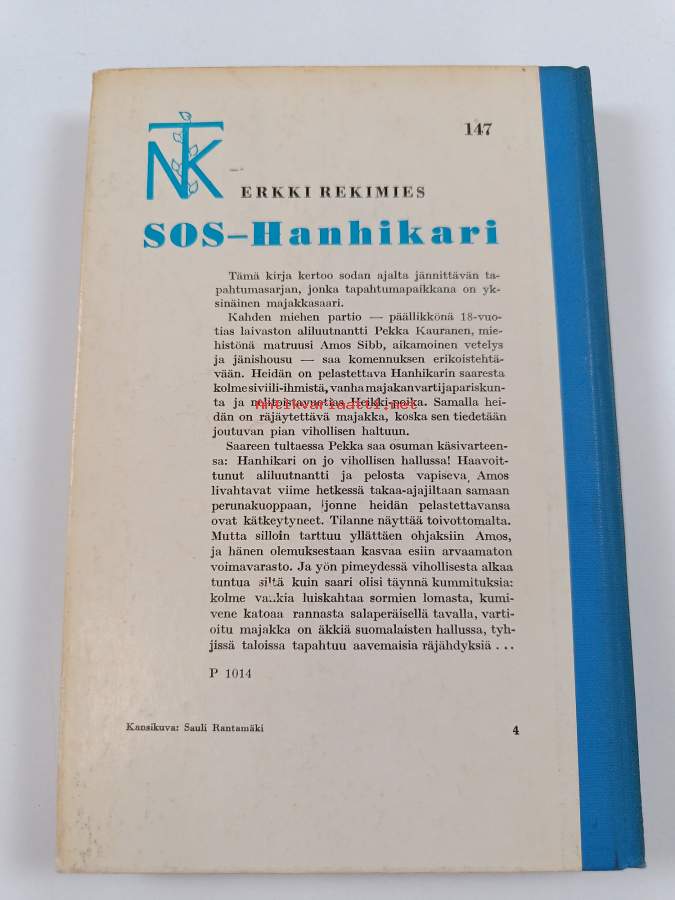 NTK
147
ERKKI REKIMIES
SOS–Hanhikari
Tämä kirja kertoo sodan ajalta jännittävän ta-
pahtumasarjan, jonka tapahtumapaikkana on yk-
sinäinen majakkasaari.
Kahden miehen partio — päällikkönä 18-vuo-
tias laivaston aliluutnantti Pekka Kauranen, mie-
histönä matruusi Amos Sibb, aikamoinen vetelys
ja jänishousu — saa komennuksen erikoistehtä-
vään. Heidän on pelastettava Hanhikarin saaresta
kolme siviili-ihmistä, vanha majakanvartijapariskun-
ta ja Heikki-poika. Samalla hei-
Antikvariaatti.net
dän on räjäytettävä majakka, koska sen tiedetään
joutuvan pian vihollisen haltuun.
Saareen tultaessa Pekka saa osuman käsivarteen-
sa: Hanhikari on jo vihollisen hallussa! Haavoit-
tunut aliluutnantti ja pelosta vapiseva Amos
livahtavat viime hetkessä takaa-ajajiltaan samaan
perunakuoppaan, jonne heidän pelastettavansa
ovat kätkeytyneet. Tilanne näyttää toivottomalta.
Mutta silloin tarttuu yllättäen ohjaksiin Amos,
ja hänen olemuksestaan kasvaa esiin arvaamaton
voimavarasto. Ja yön pimeydessä vihollisesta alkaa
tuntua siltä kuin saari olisi täynnä kummituksia:
kolme luiskahtaa sormien lomasta, kumi-
vene katoaa rannasta salaperäisellä tavalla, varti-
oitu majakka on äkkiä suomalaisten hallussa, tyh-
jissä taloissa tapahtuu aavemaisia räjähdyksiä ...
P 1014
Kansikuva: Sauli Rantamäki
4